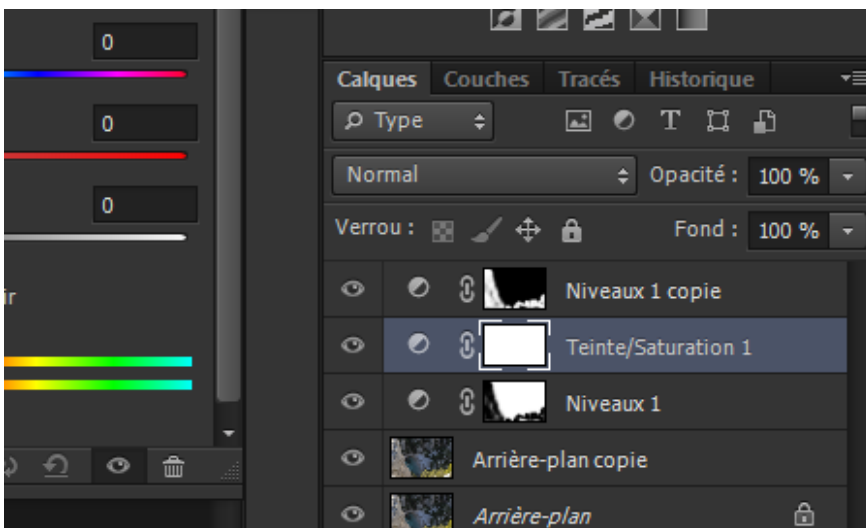 0
0
0
ir
Calques Couches Tracés Historique
Type T
Normal Opacité : 100 %
Verrou : Fond : 100 %
Niveaux 1 copie
Teinte/Saturation 1
Niveaux 1
Arrière-plan copie
Arrière-plan